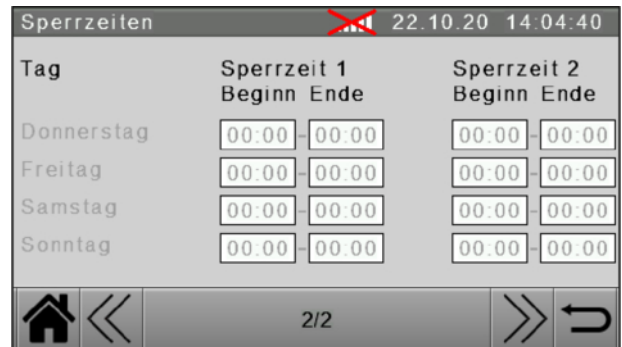 Sperrzeiten 22.10.20 14:04:40
Tag Sperrzeit 1 Sperrzeit 2
Beginn Ende Beginn Ende
Donnerstag 00:00 - 00:00 00:00 - 00:00
Freitag 00:00 - 00:00 00:00 - 00:00
Samstag 00:00 - 00:00 00:00 - 00:00
Sonntag 00:00 - 00:00 00:00 - 00:00
2/2